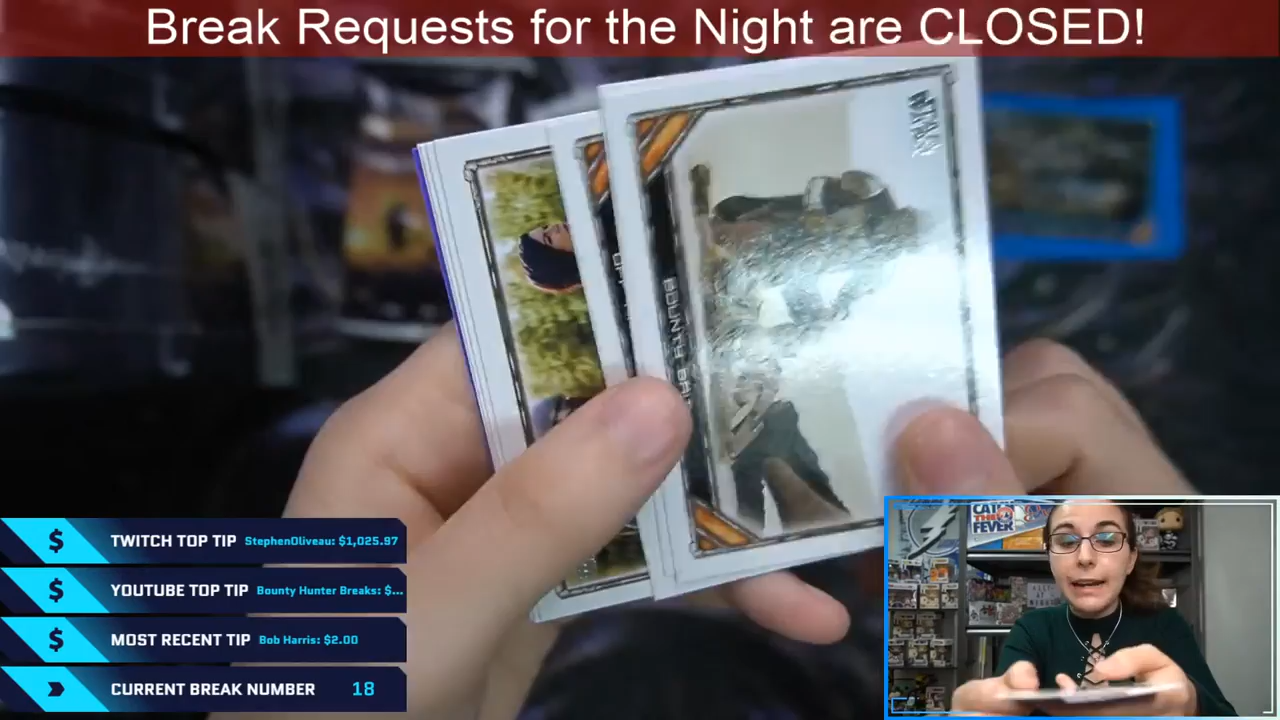 Break Requests for the Night are CLOSED!
BOUNTY
CATCH
THE
FEVER
$ TWITCH TOP TIP StephenOliveau: $1,025.97
$ YOUTUBE TOP TIP Bounty Hunter Breaks: $...
$ MOST RECENT TIP Bob Harris: $2.00
CURRENT BREAK NUMBER 18